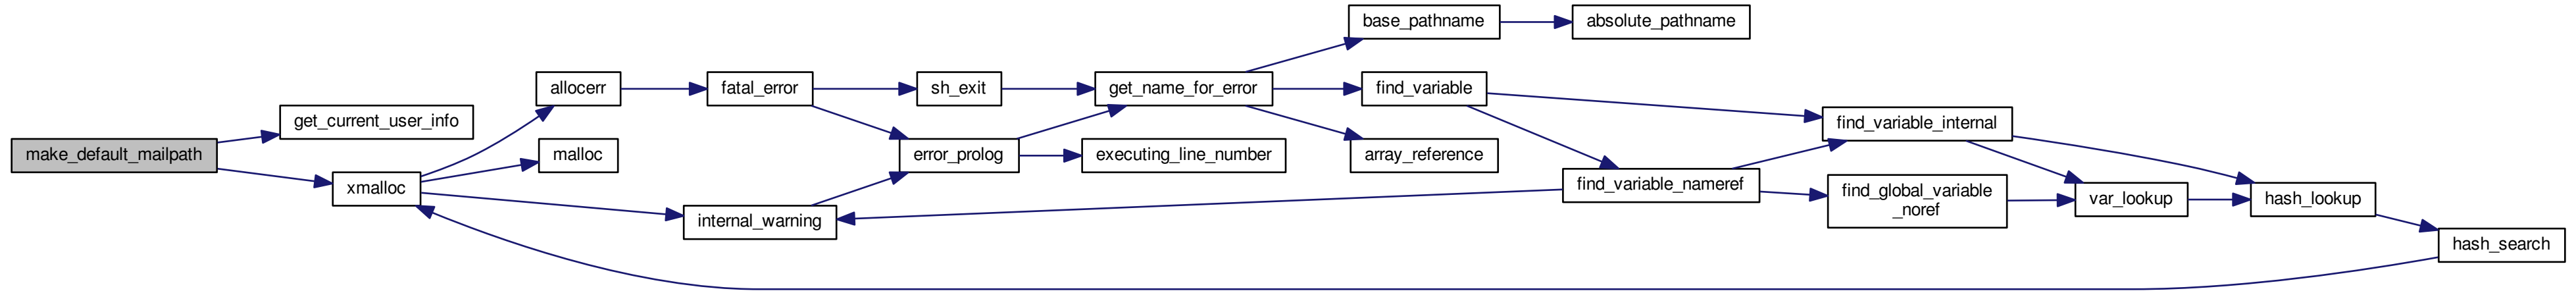 make_default_mailpath
get_current_user_info
xmalloc
allocerr
malloc
internal_warning
fatal_error
sh_exit
error_prolog
get_name_for_error
executing_line_number
base_pathname
find_variable
array_reference
absolute_pathname
find_variable_nameref
find_variable_internal
find_global_variable
_noref
var_lookup
hash_lookup
hash_search